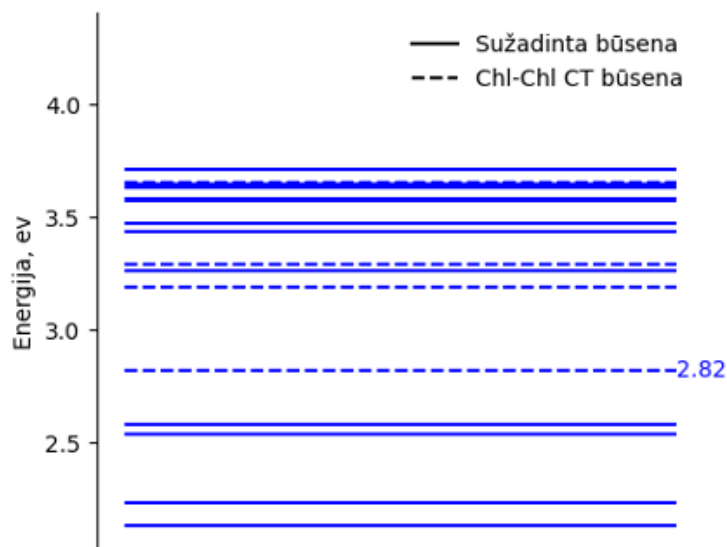 Sužadinta būsena
Chl-Chl CT būsena
4.0
3.5
3.0
2.5
Energija, ev
2.82